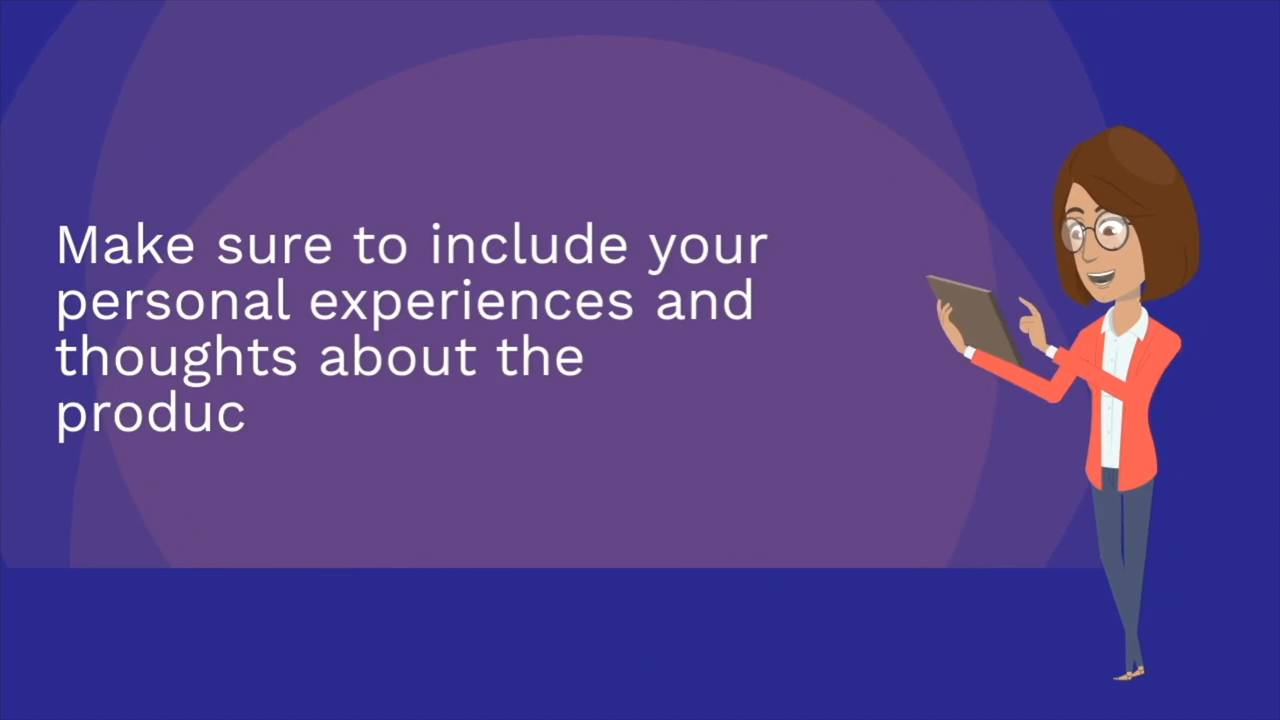 Make sure to include your
personal experiences and
thoughts about the
produc